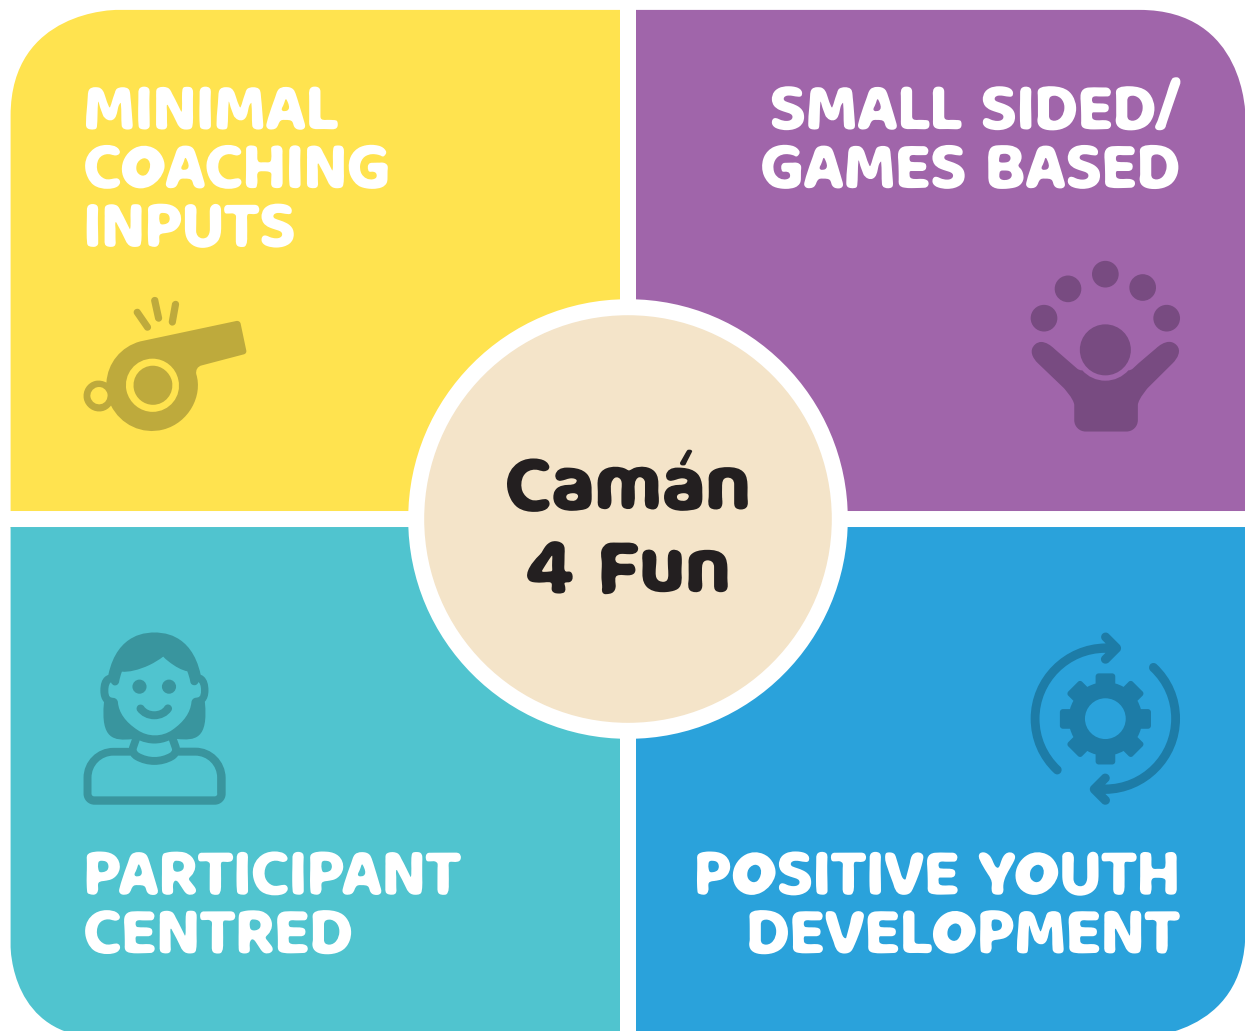 MINIMAL
COACHING
INPUTS
SMALL SIDED/
GAMES BASED
Camán
4 Fun
PARTICIPANT
CENTRED
POSITIVE YOUTH
DEVELOPMENT